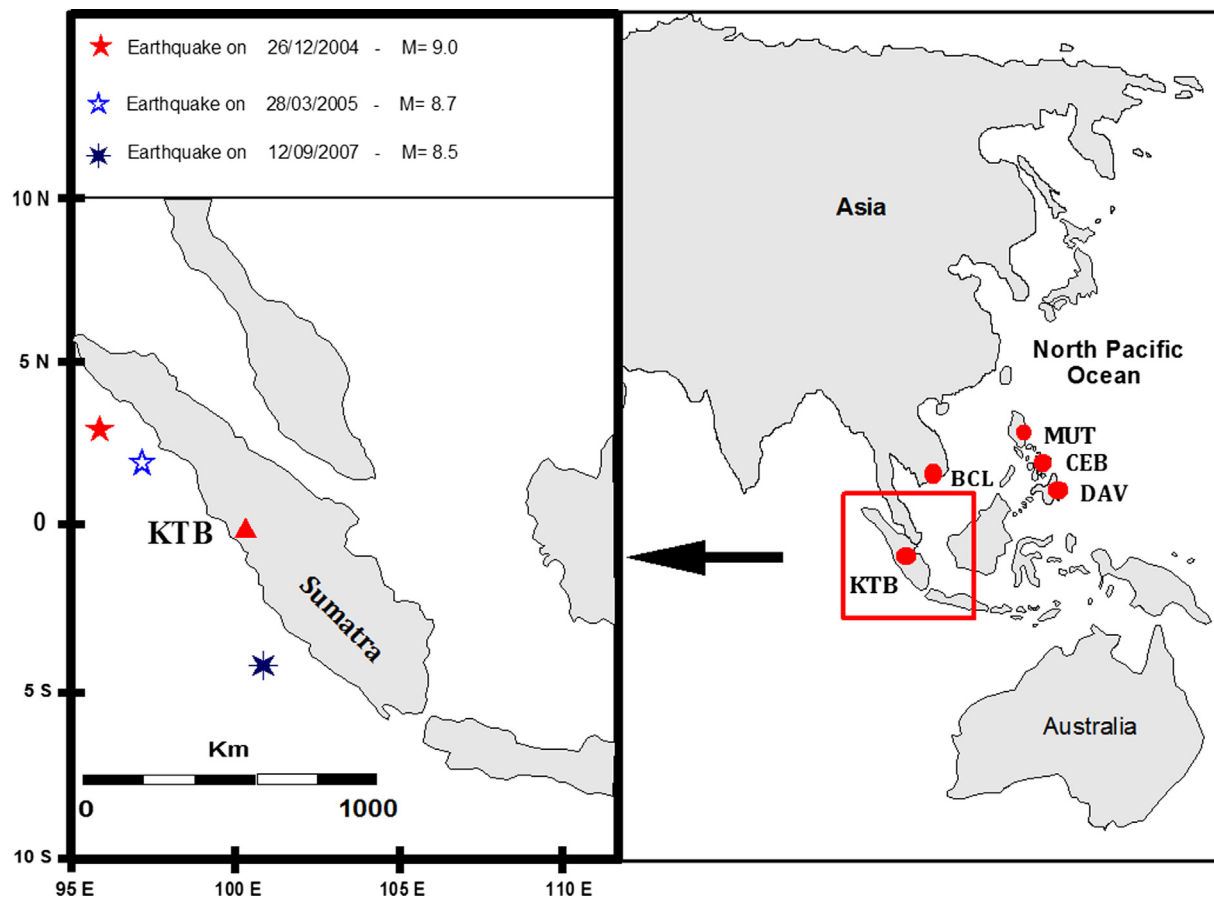 Earthquake on 26/12/2004 - M= 9.0
Earthquake on 28/03/2005 - M= 8.7
Earthquake on 12/09/2007 - M= 8.5
10 N
5 N
0
5 S
10 S
95 E
100 E
105 E
110 E
KTB
Sumatra
Km
0
1000
Asia
North Pacific
Ocean
MUT
CEB
DAV
BCL
KTB
Australia